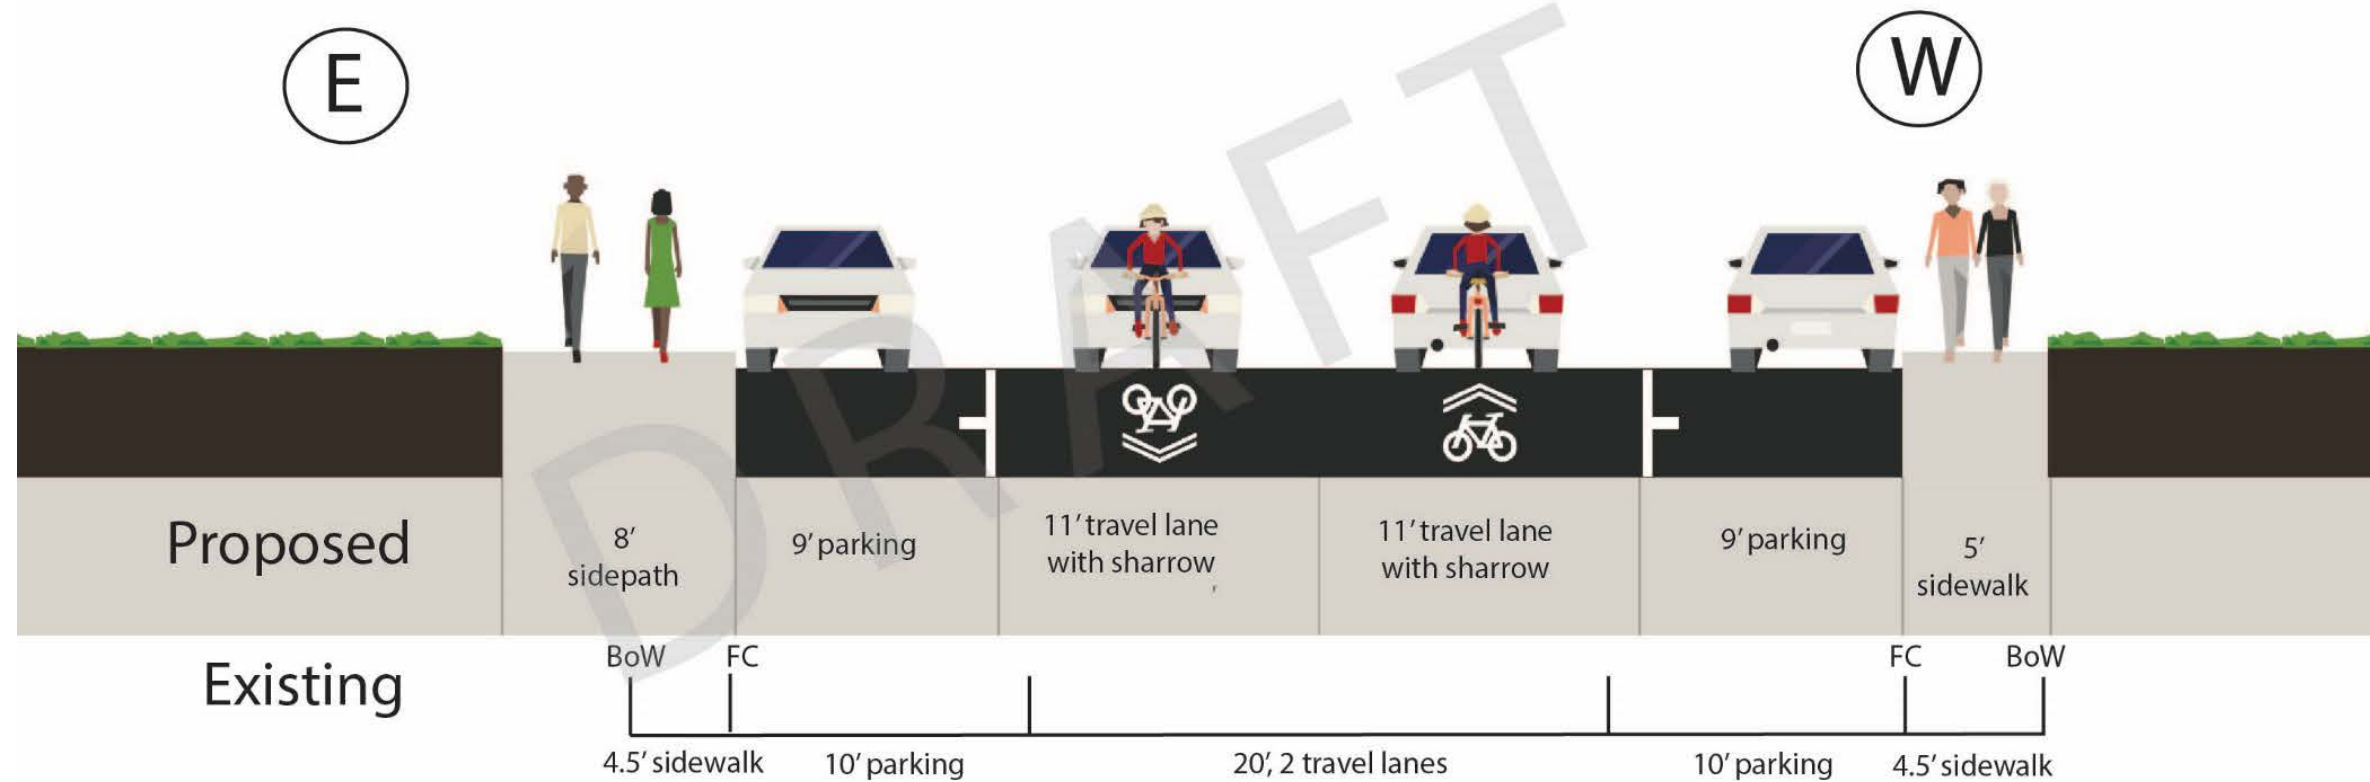 E
W
DRAFT
Proposed
8'
sidepath
9' parking
11' travel lane
with sharrow
11' travel lane
with sharrow
9' parking
5'
sidewalk
Existing
BoW
FC
FC
BoW
4.5' sidewalk
10' parking
20', 2 travel lanes
10' parking
4.5' sidewalk